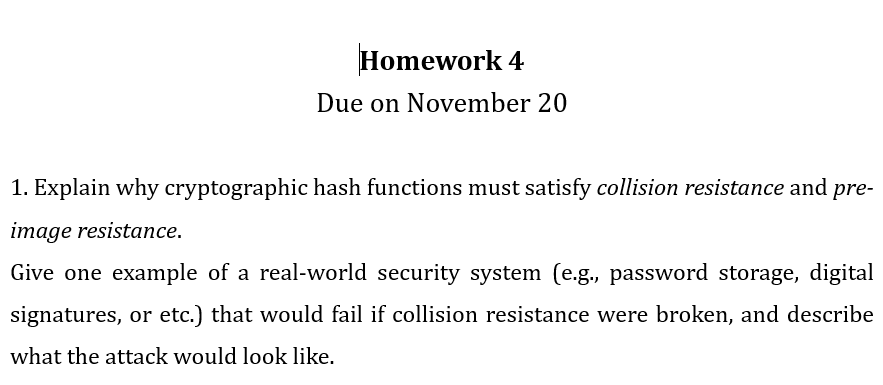 Homework 4
Due on November 20
1. Explain why cryptographic hash functions must satisfy collision resistance and pre-
image resistance.
Give one example of a real-world security system (e.g., password storage, digital
signatures, or etc.) that would fail if collision resistance were broken, and describe
what the attack would look like.